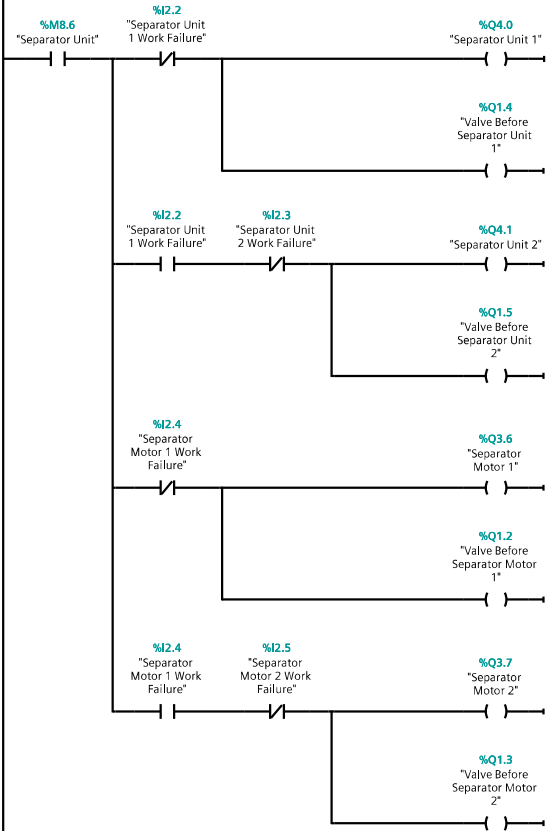 %I2.2
"Separator Unit
1 Work Failure"
%M8.6
"Separator Unit"
%Q4.0
"Separator Unit 1"
%Q1.4
"Valve Before
Separator Unit
1"
%I2.2
"Separator Unit
1 Work Failure"
%I2.3
"Separator Unit
2 Work Failure"
%Q4.1
"Separator Unit 2"
%Q1.5
"Valve Before
Separator Unit
2"
%I2.4
"Separator
Motor 1 Work
Failure"
%Q3.6
"Separator
Motor 1"
%Q1.2
"Valve Before
Separator Motor
1"
%I2.4
"Separator
Motor 1 Work
Failure"
%I2.5
"Separator
Motor 2 Work
Failure"
%Q3.7
"Separator
Motor 2"
%Q1.3
"Valve Before
Separator Motor
2"